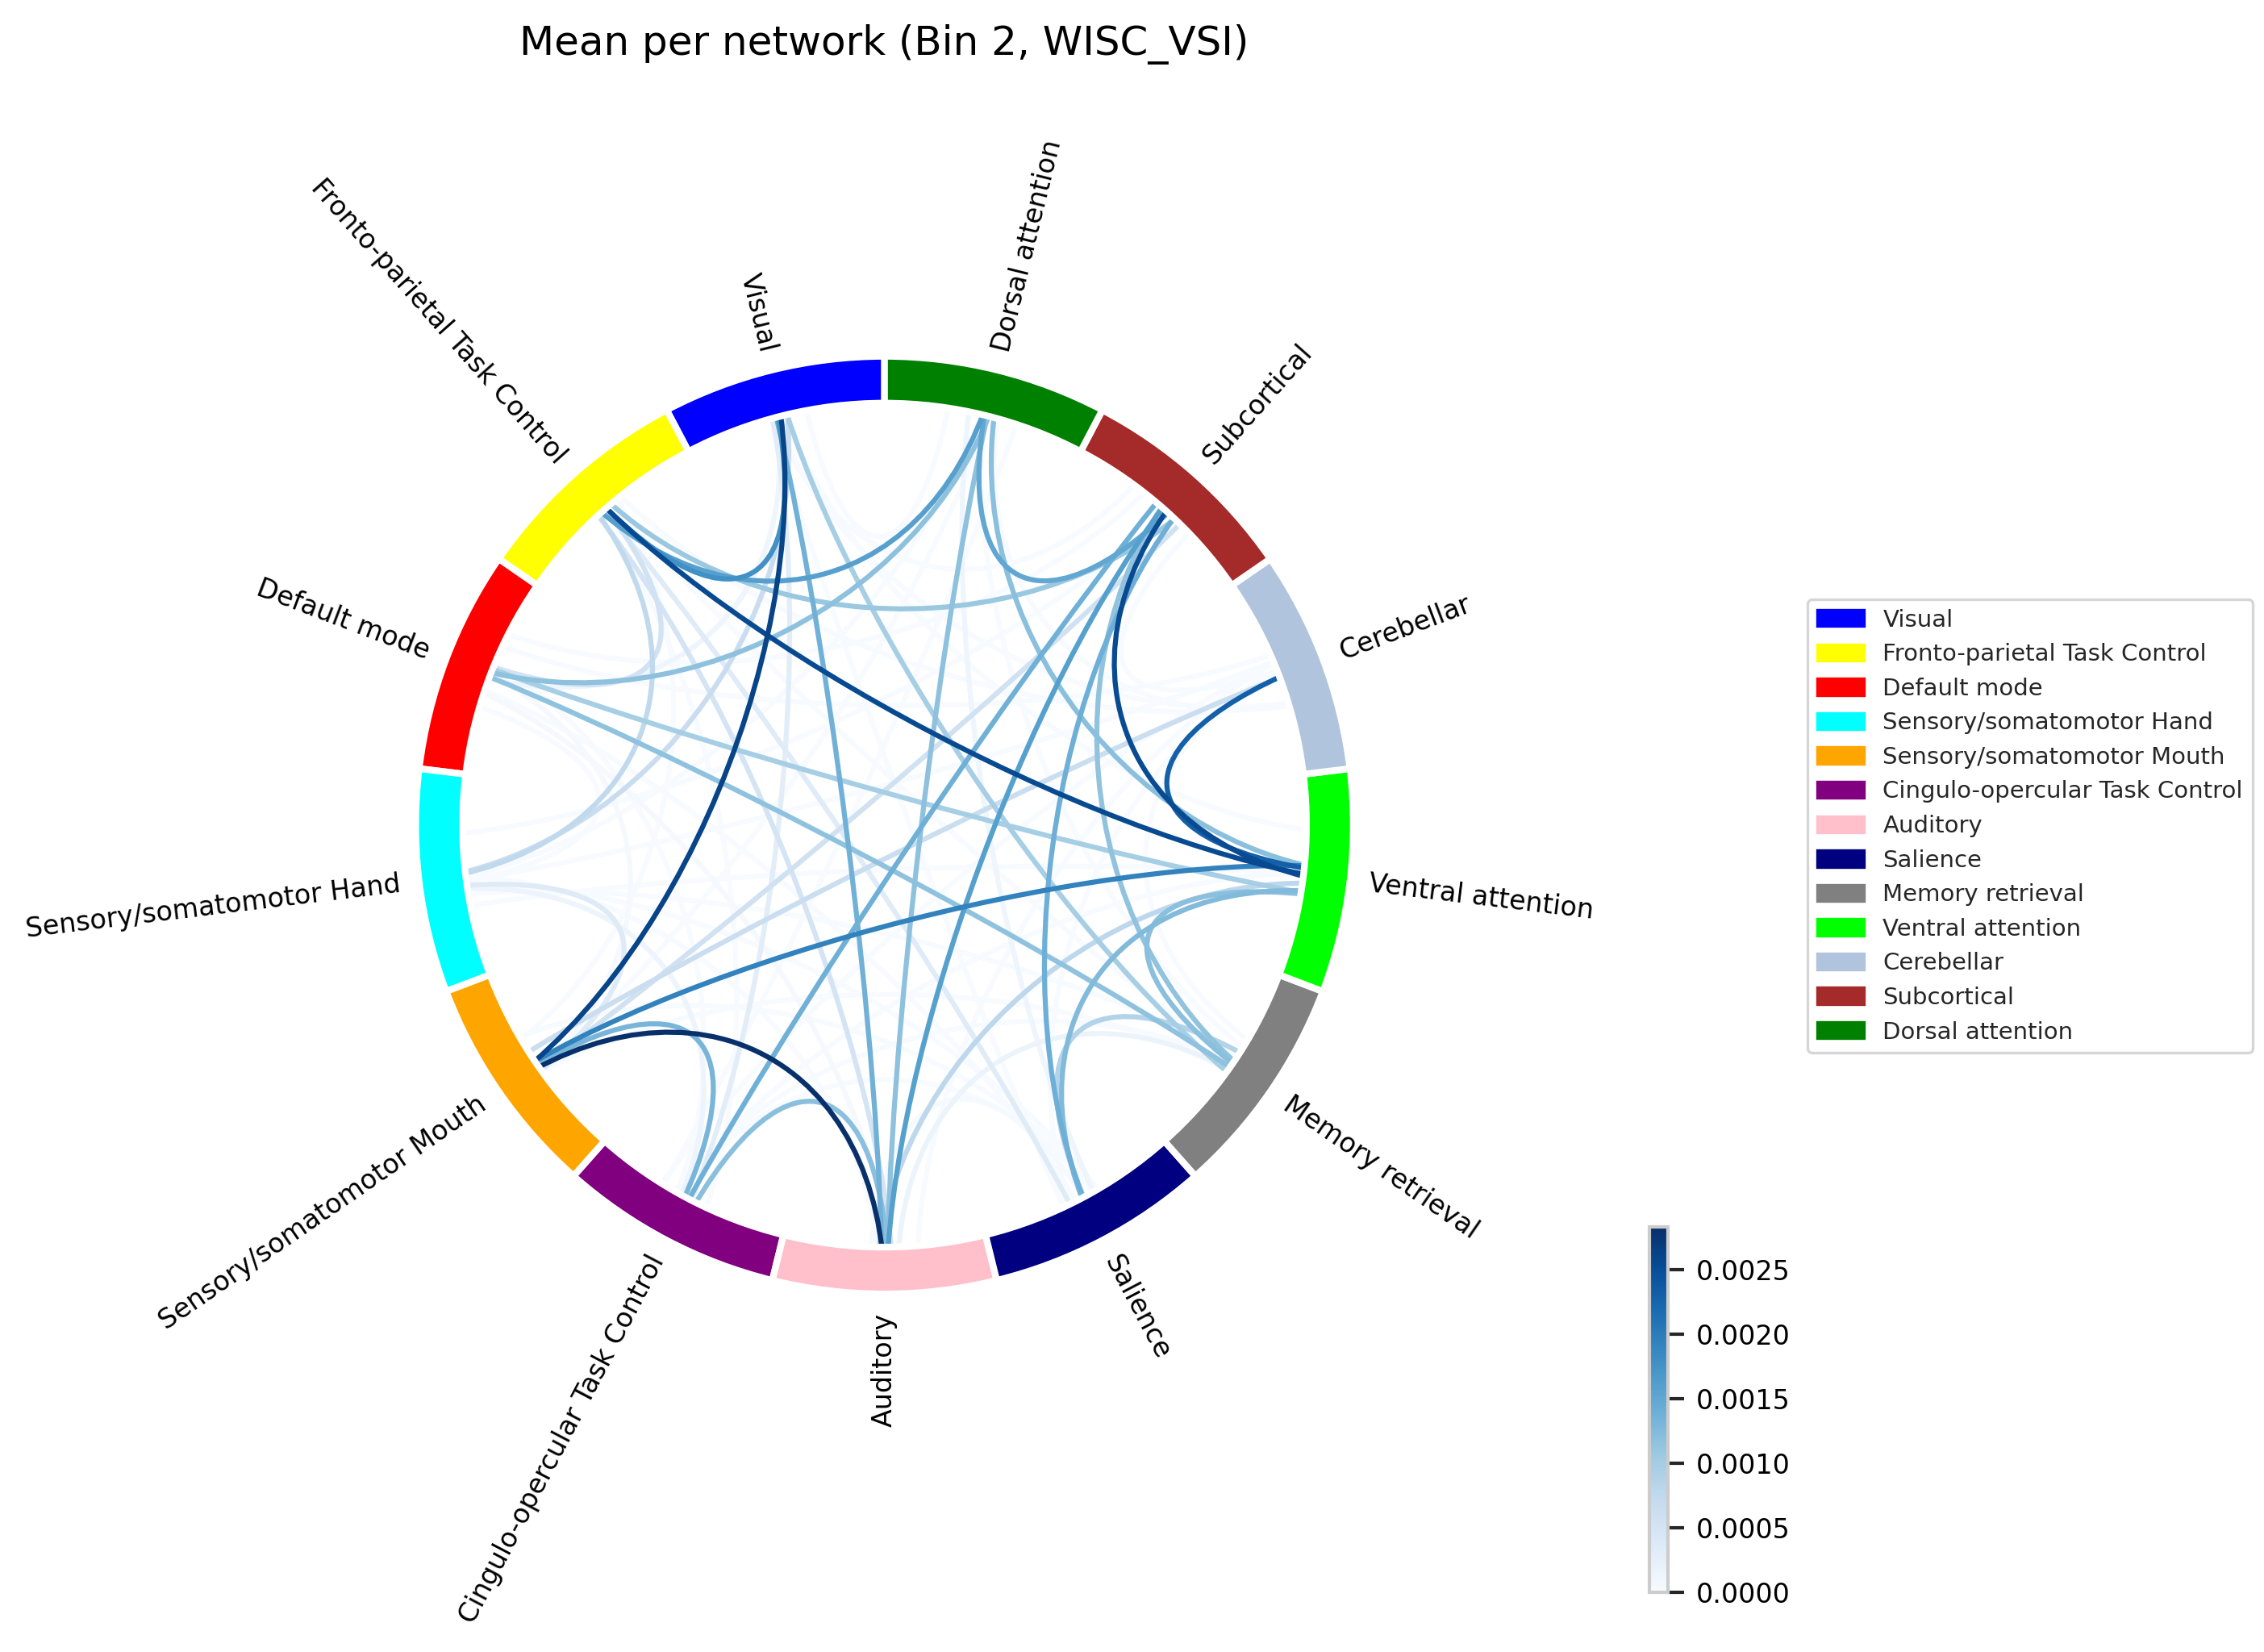 Mean per network (Bin 2, WISC_VSI)
Dorsal attention
Visual
Fronto-parietal Task Control
Subcortical
Default mode
Cerebellar
Sensory/somatomotor Hand
Ventral attention
Sensory/somatomotor Mouth
Memory retrieval
Cingulo-opercular Task Control
Auditory
Salience
Visual
Fronto-parietal Task Control
Default mode
Sensory/somatomotor Hand
Sensory/somatomotor Mouth
Cingulo-opercular Task Control
Auditory
Salience
Memory retrieval
Ventral attention
Cerebellar
Subcortical
Dorsal attention
0.0025
0.0020
0.0015
0.0010
0.0005
0.0000